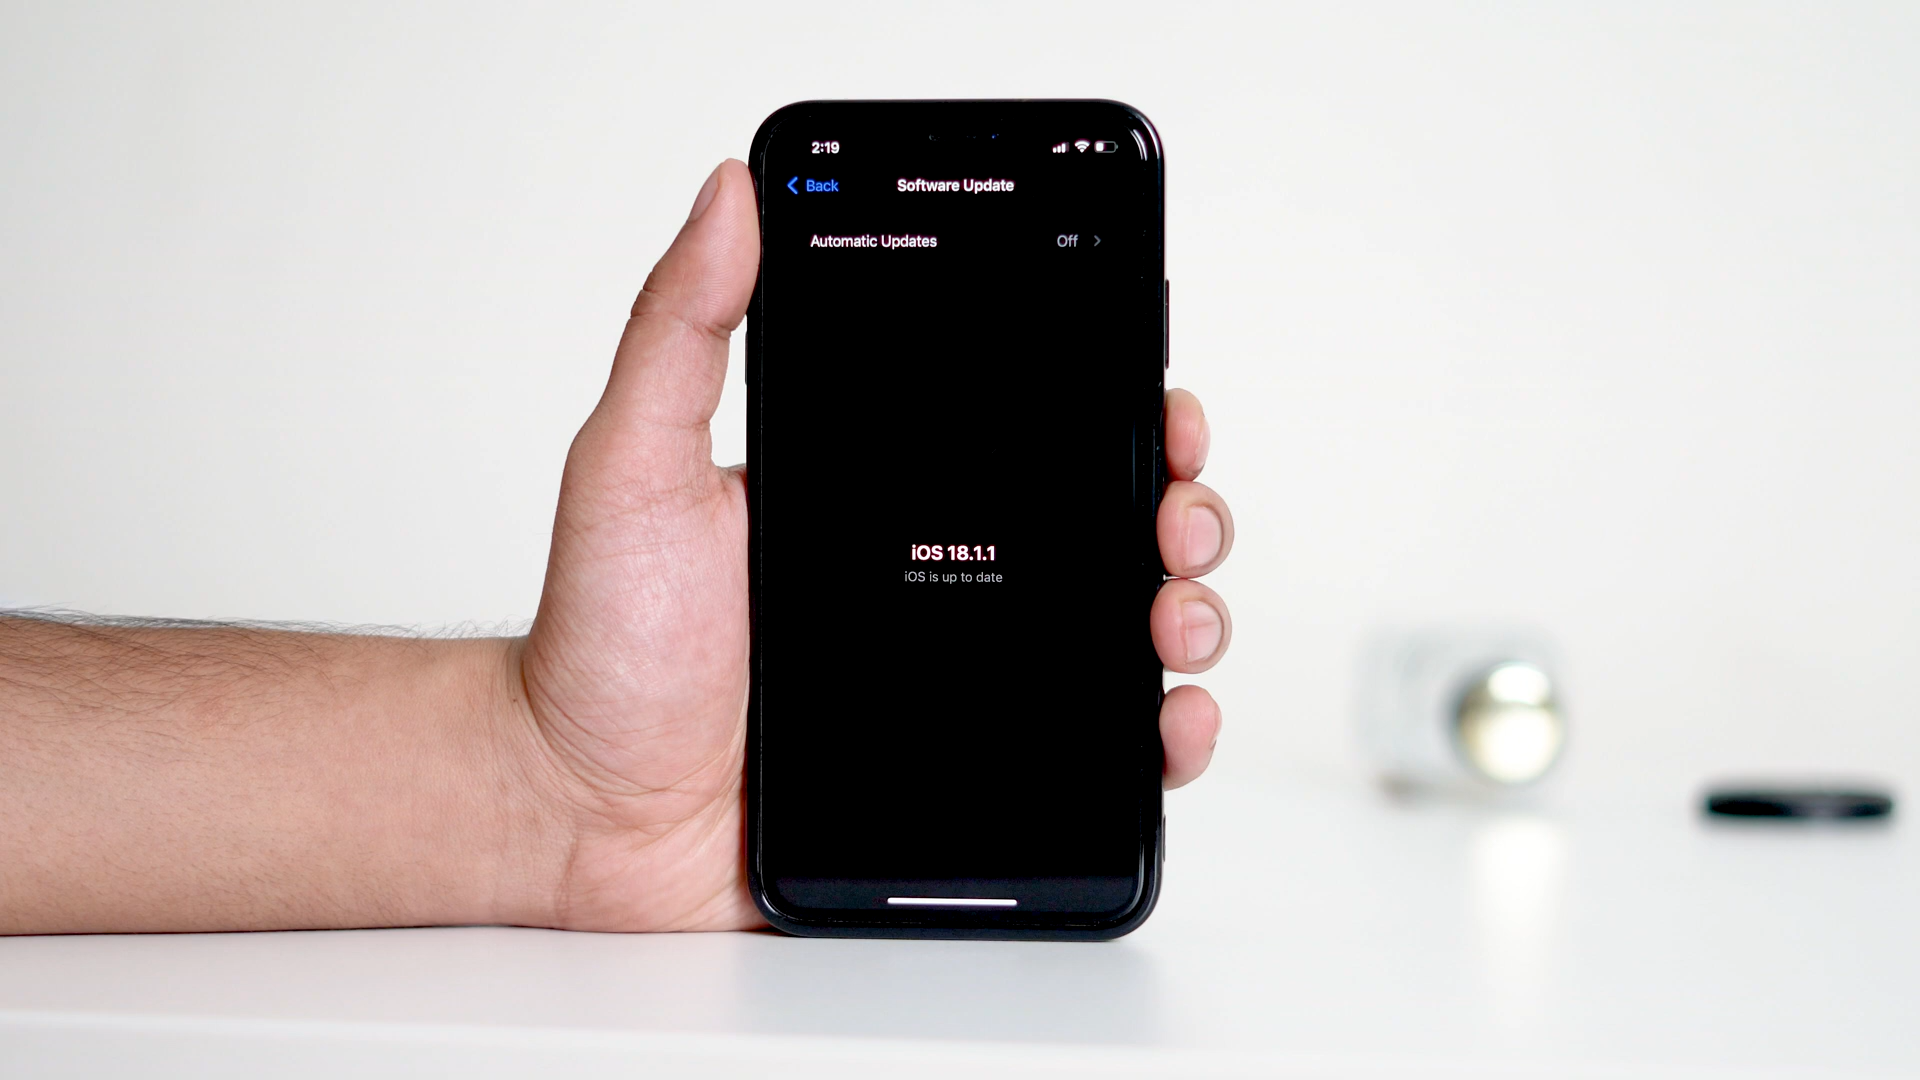 2:19
Back
Software Update
Automatic Updates
Off
iOS 18.1.1
iOS is up to date